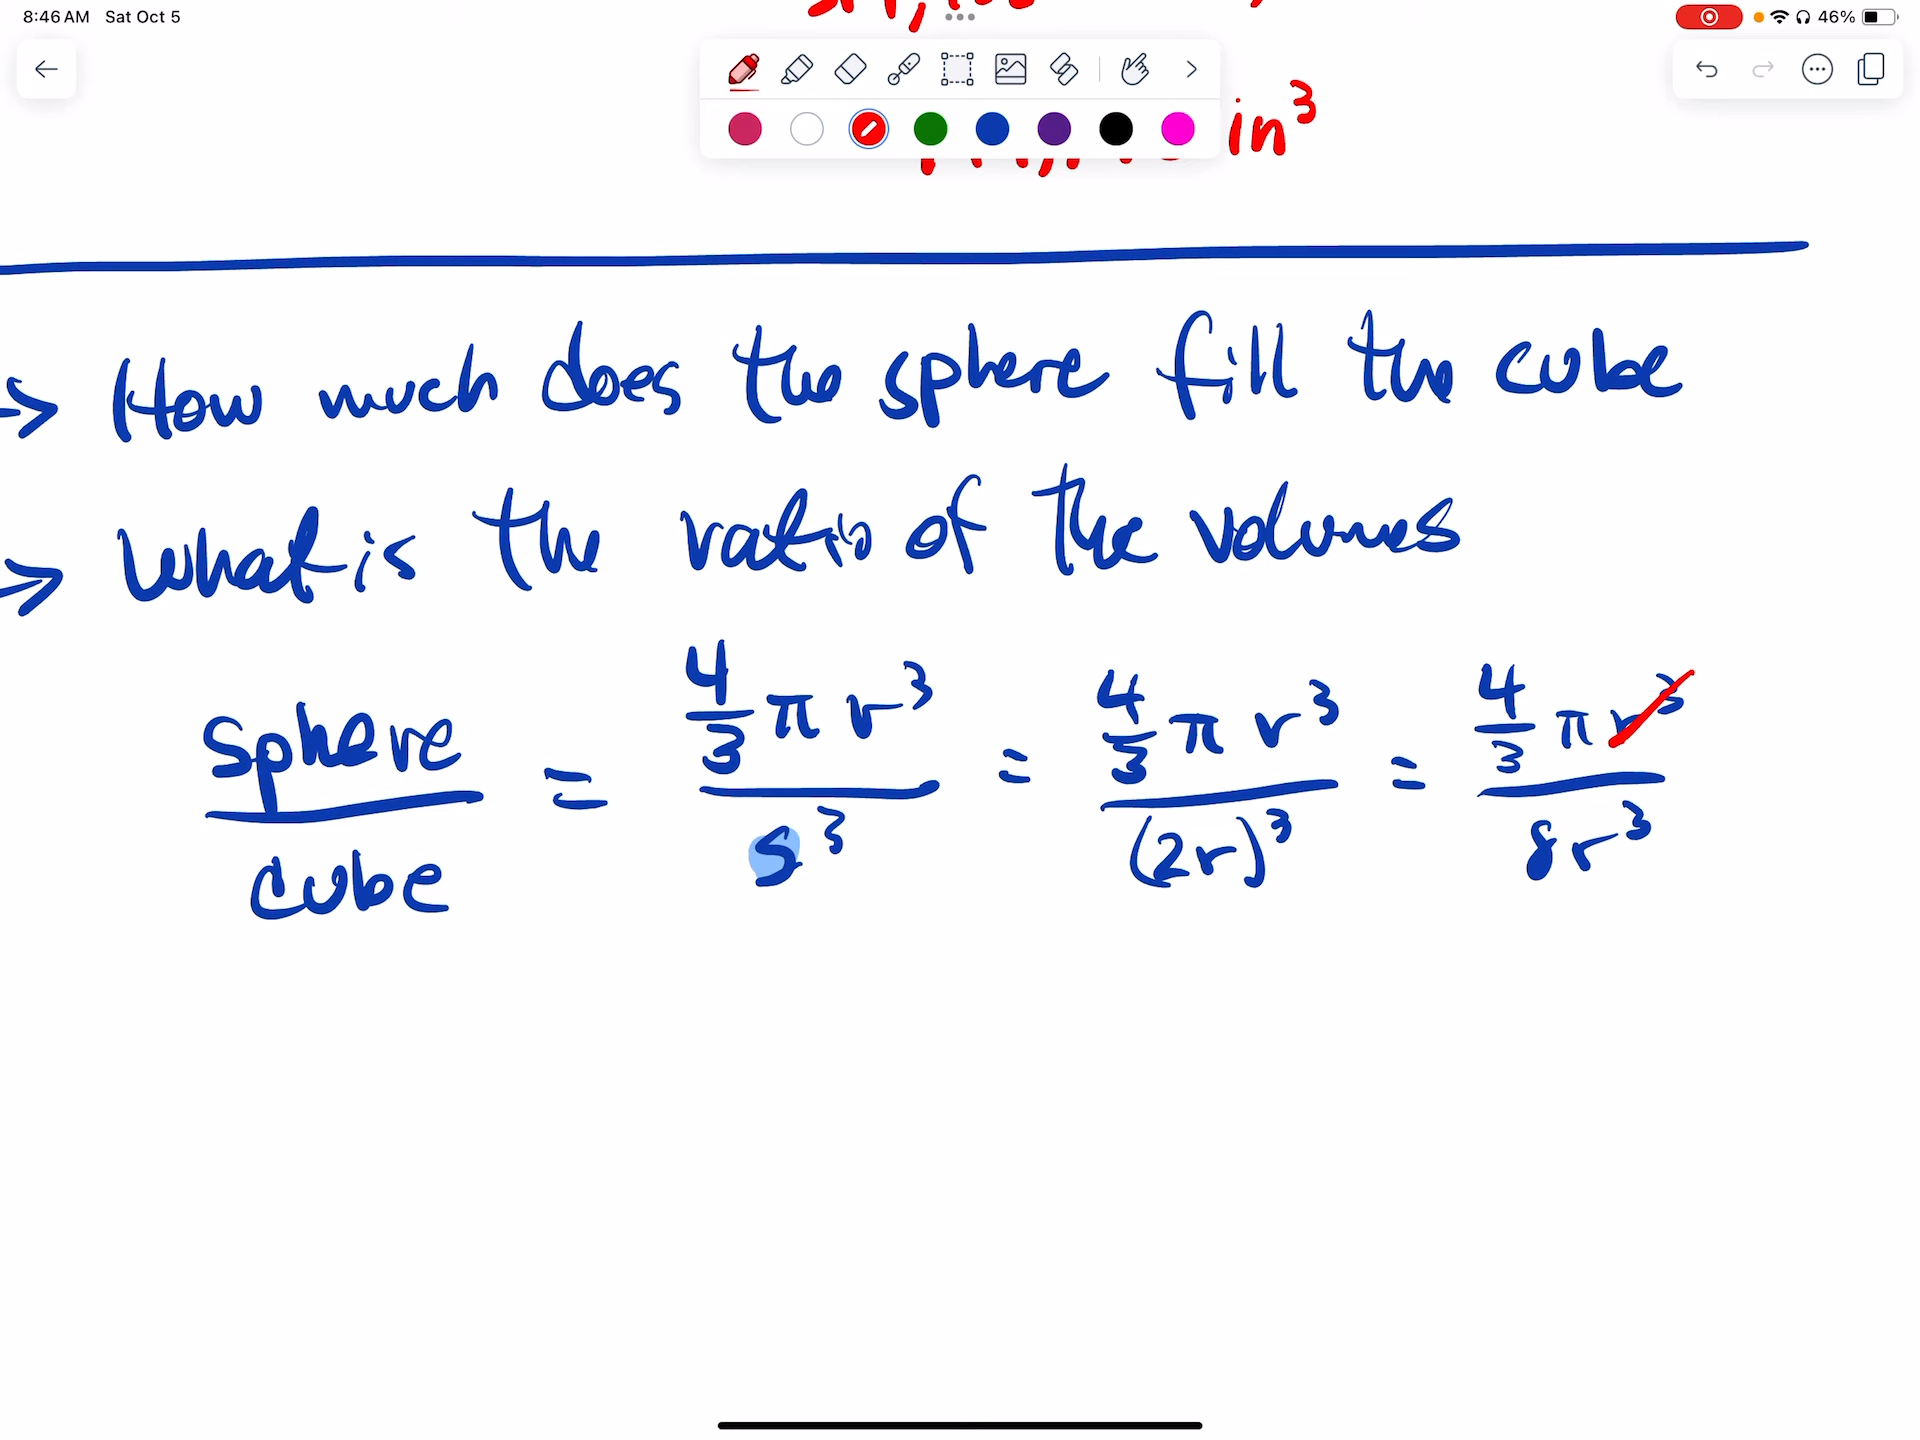 8:46 AM Sat Oct 5
46%
in³
-> How much does the sphere fill the cube
-> What is the ratio of the volumes
sphere/cube = 4/3 π r³ / s³ = 4/3 π r³ / (2r)³ = 4/3 π r³ / 8r³